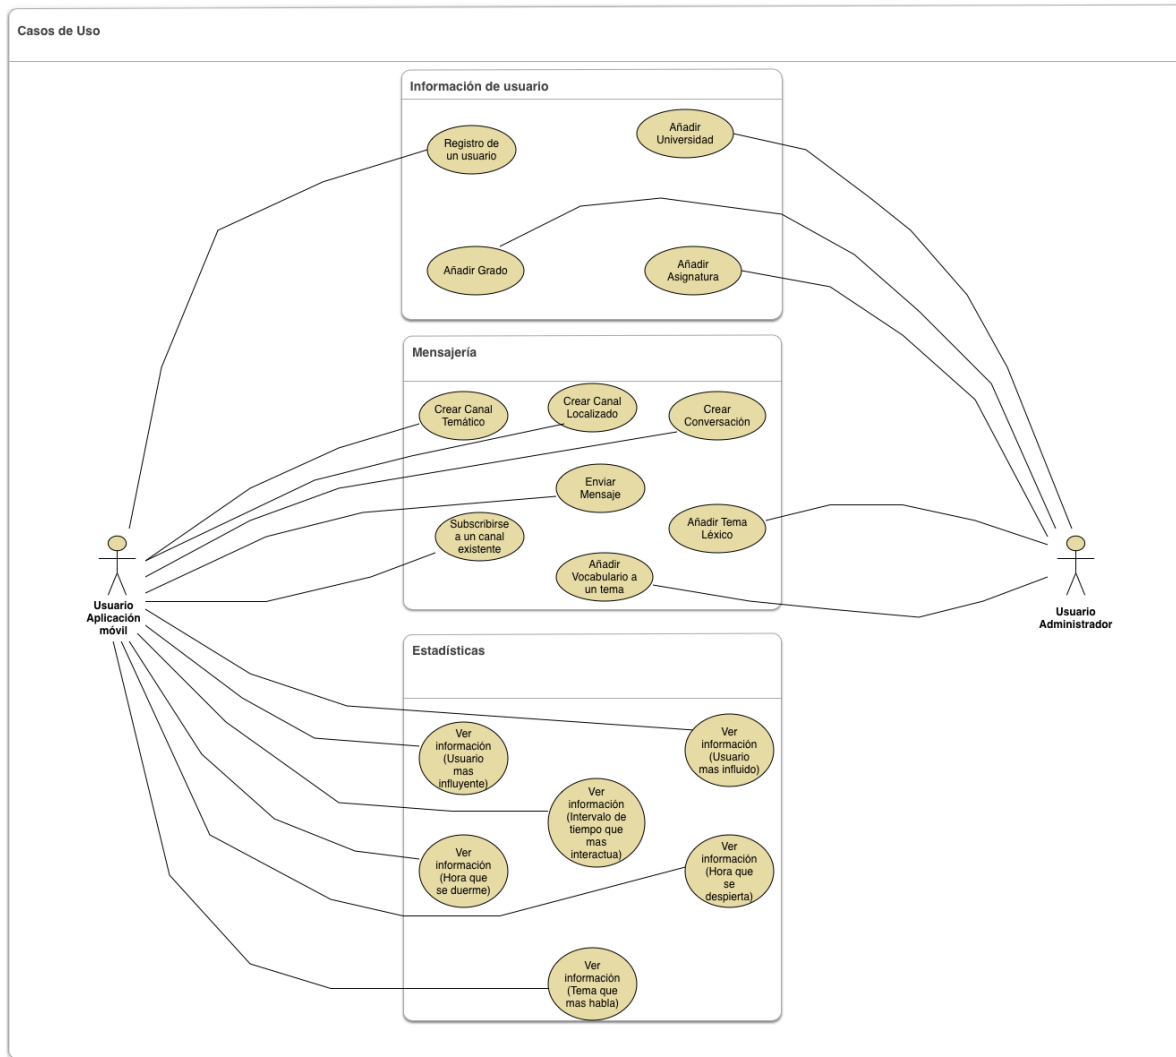 Casos de Uso
Información de usuario
Registro de
un usuario
Añadir
Universidad
Añadir Grado
Añadir
Asignatura
Mensajería
Crear Canal
Temático
Crear Canal
Localizado
Crear
Conversación
Enviar
Mensaje
Subscribirse
a un canal
existente
Añadir Tema
Léxico
Añadir
Vocabulario a
un tema
Usuario
Aplicación
móvil
Usuario
Administrador
Estadísticas
Ver
información
(Usuario
mas
influyente)
Ver
información
(Usuario
mas influido)
Ver
información
(Intervalo de
tiempo que
mas
interactua)
Ver
información
(Hora que
se duerme)
Ver
información
(Hora que
se
despierta)
Ver
información
(Tema que
mas habla)